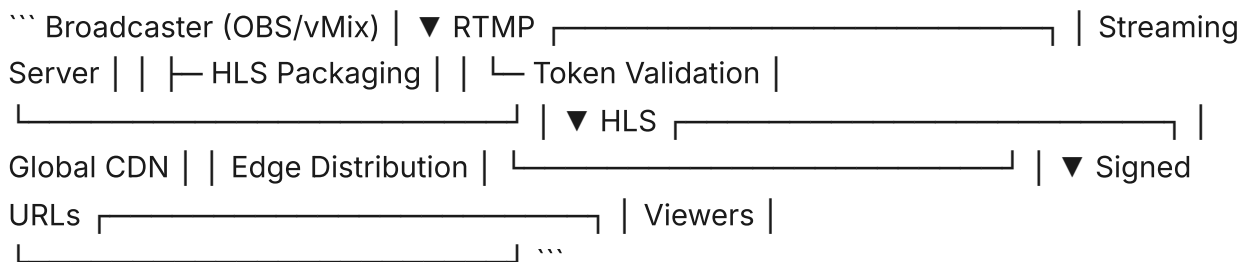 ``` Broadcaster (OBS/vMix) │ ▼ RTMP ┌──────────────────────────────┐ │ Streaming
Server │ │ ├─ HLS Packaging │ │ └─ Token Validation │
└──────────────────────────────┘ │ ▼ HLS ┌──────────────────────────────┐ │
Global CDN │ │ Edge Distribution │ └──────────────────────────────┘ │ ▼ Signed
URLs ┌──────────────────────────────┐ │ Viewers │
└──────────────────────────────┘ ```